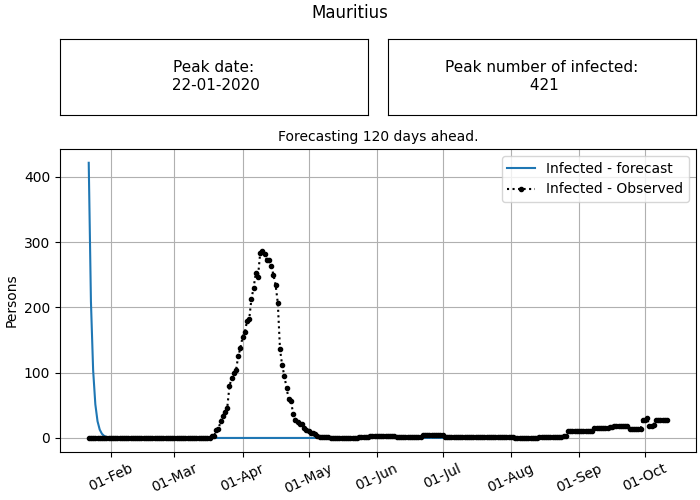 Mauritius
Peak date:
22-01-2020
Peak number of infected:
421
Forecasting 120 days ahead.
Infected - forecast
Infected - Observed
400
300
200
100
0
Persons
01-Feb
01-Mar
01-Apr
01-May
01-Jun
01-Jul
01-Aug
01-Sep
01-Oct